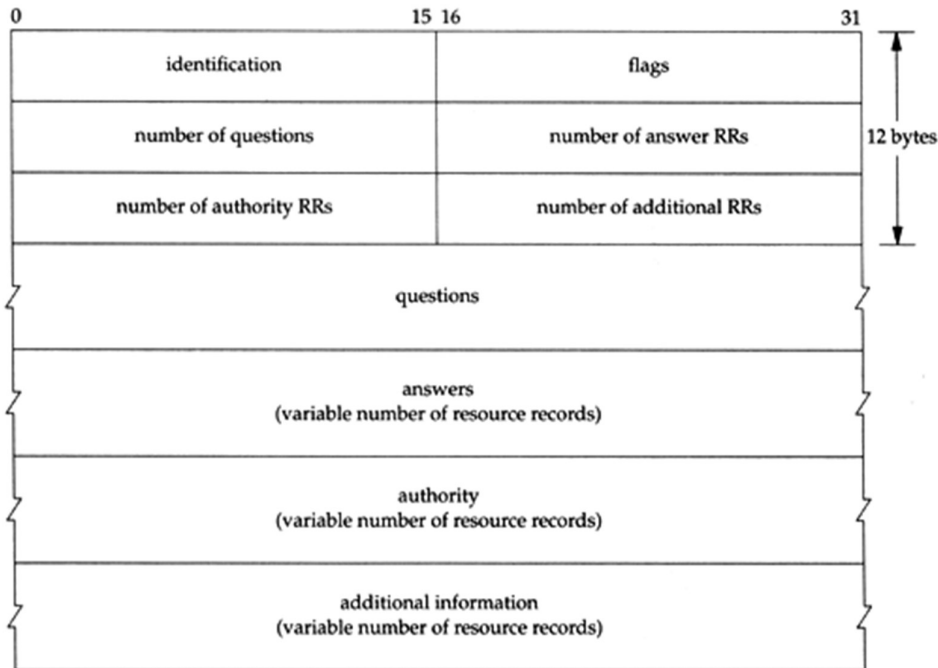 0 15 16 31
identification flags
number of questions number of answer RRs
12 bytes
number of authority RRs number of additional RRs
questions
answers
(variable number of resource records)
authority
(variable number of resource records)
additional information
(variable number of resource records)